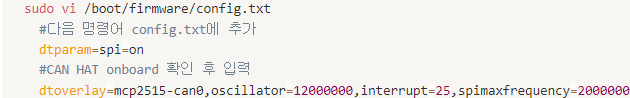 sudo vi /boot/firmware/config.txt
#다음 명령어 config.txt에 추가
dtparam=spi=on
#CAN HAT onboard 확인 후 입력
dtoverlay=mcp2515-can0,oscillator=12000000,interrupt=25,spimaxfrequency=2000000